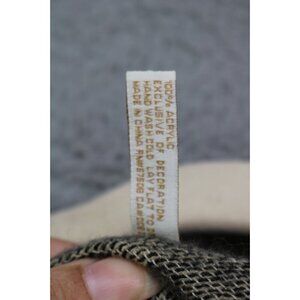 100% ACRYLIC
EXCLUSIVE OF DECORATION
HAND WASH COLD LAY FLAT TO
MADE IN CHINA